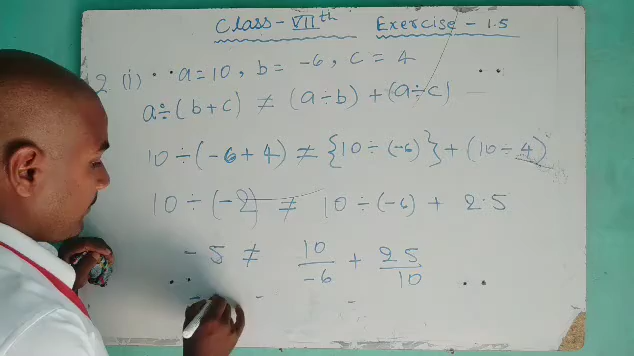 Class-VIIth Exercise-1.5
2 (i) a=10, b=-6, c=4
a÷(b+c) ≠ (a÷b)+(a÷c)
10÷(-6+4) ≠ {10÷(-6)}+(10÷4)
10÷(-2) ≠ 10÷(-6) + 2.5
-5 ≠ 10/-6 + 25/10